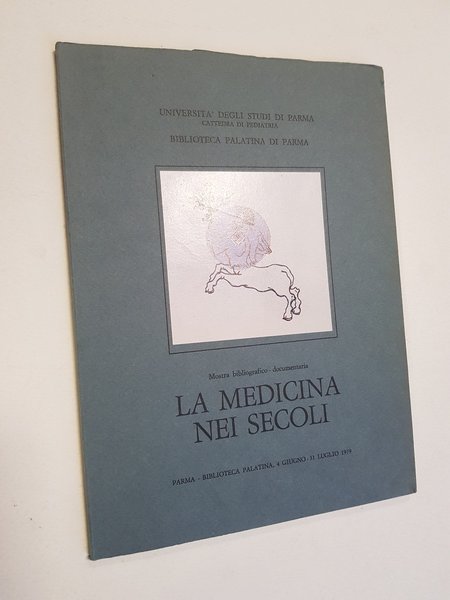 UNIVERSITA' DEGLI STUDI DI PARMA
CATTEDRA DI PEDIATRIA
BIBLIOTECA PALATINA DI PARMA
Mostra bibliografico - documentaria
LA MEDICINA
NEI SECOLI
PARMA - BIBLIOTECA PALATINA, 4 GIUGNO - 31 LUGLIO 1979